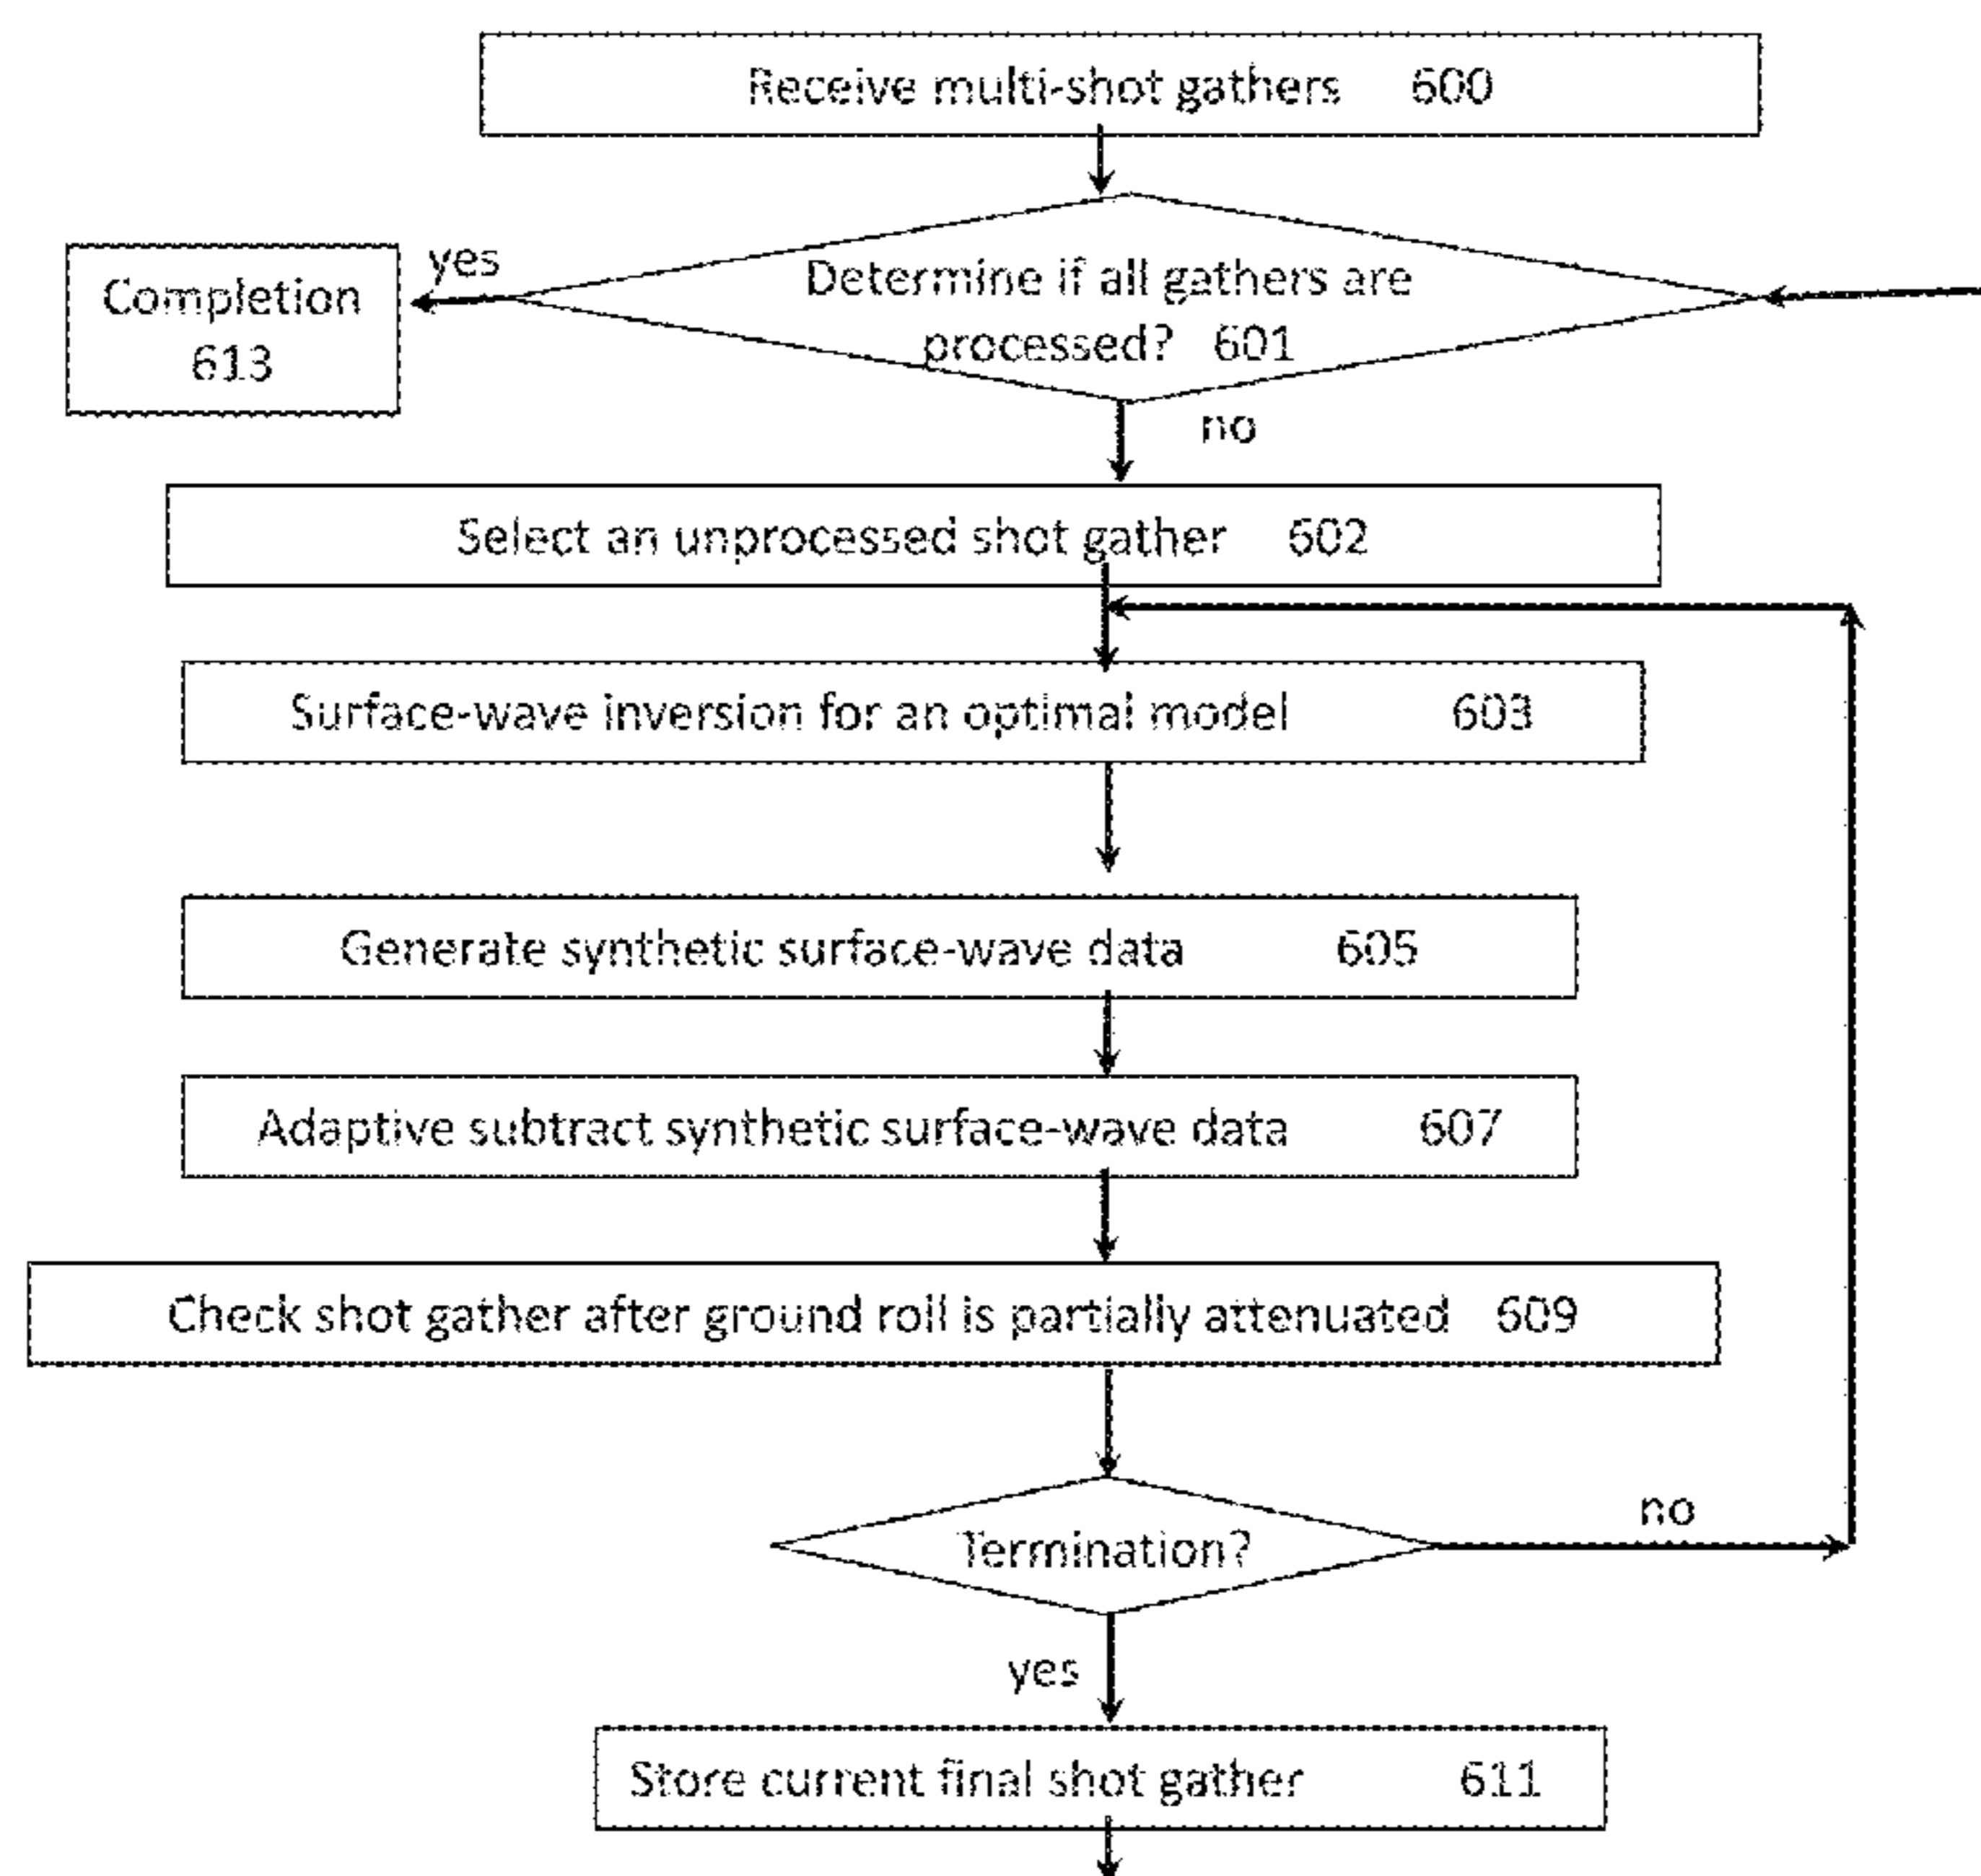 Receive multi-shot gathers 600
Determine if all gathers are
processed? 601
yes
Completion
613
no
Select an unprocessed shot gather 602
Surface-wave inversion for an optimal model 603
Generate synthetic surface-wave data 605
Adaptive subtract synthetic surface-wave data 607
Check shot gather after ground roll is partially attenuated 609
Termination?
no
yes
Store current final shot gather 611